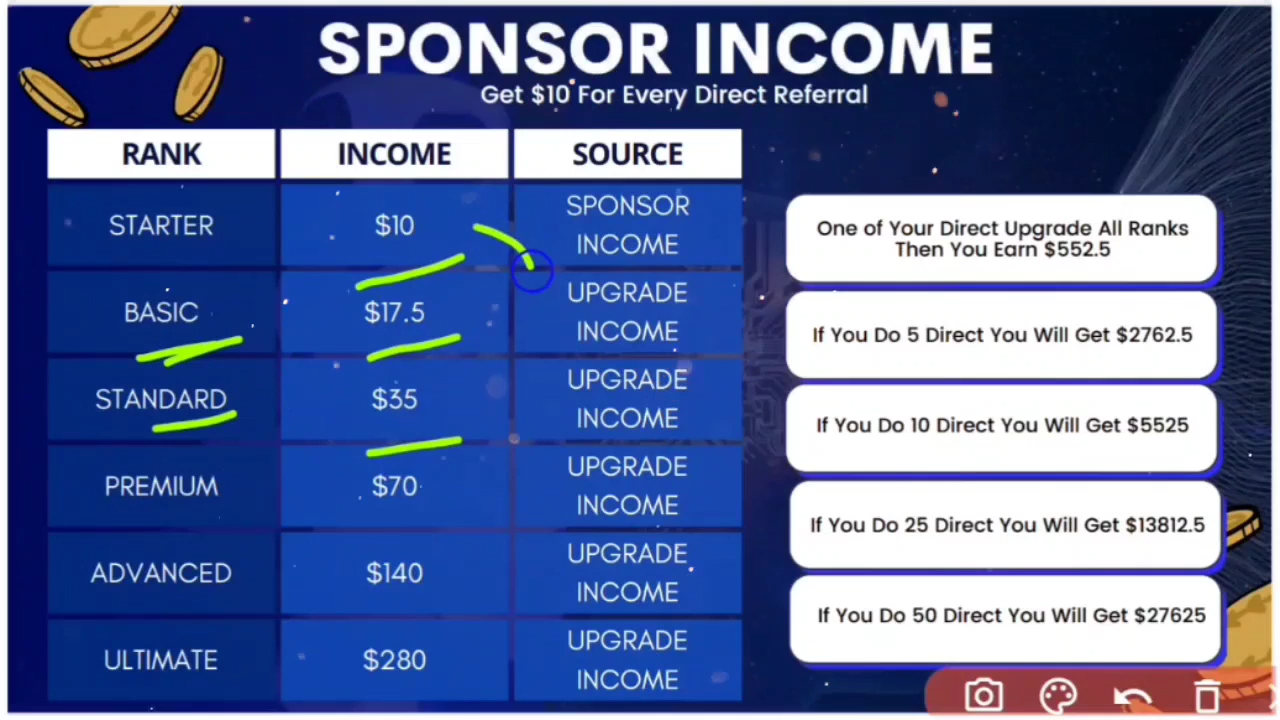 SPONSOR INCOME
Get $10 For Every Direct Referral
RANK
INCOME
SOURCE
STARTER
$10
SPONSOR
INCOME
BASIC
$17.5
UPGRADE
INCOME
STANDARD
$35
UPGRADE
INCOME
PREMIUM
$70
UPGRADE
INCOME
ADVANCED
$140
UPGRADE
INCOME
ULTIMATE
$280
UPGRADE
INCOME
One of Your Direct Upgrade All Ranks
Then You Earn $552.5
If You Do 5 Direct You Will Get $2762.5
If You Do 10 Direct You Will Get $5525
If You Do 25 Direct You Will Get $13812.5
If You Do 50 Direct You Will Get $27625